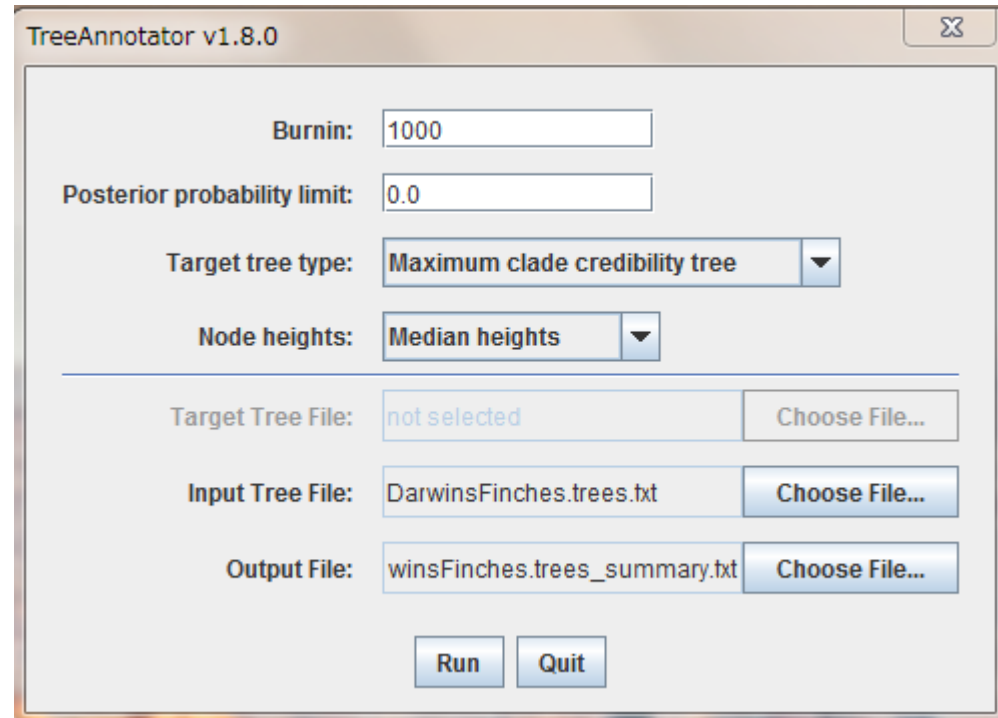 TreeAnnotator v1.8.0
Burnin: 1000
Posterior probability limit: 0.0
Target tree type: Maximum clade credibility tree
Node heights: Median heights
Target Tree File: not selected Choose File...
Input Tree File: DarwinsFinches.trees.txt Choose File...
Output File: winsFinches.trees_summary.txt Choose File...
Run Quit